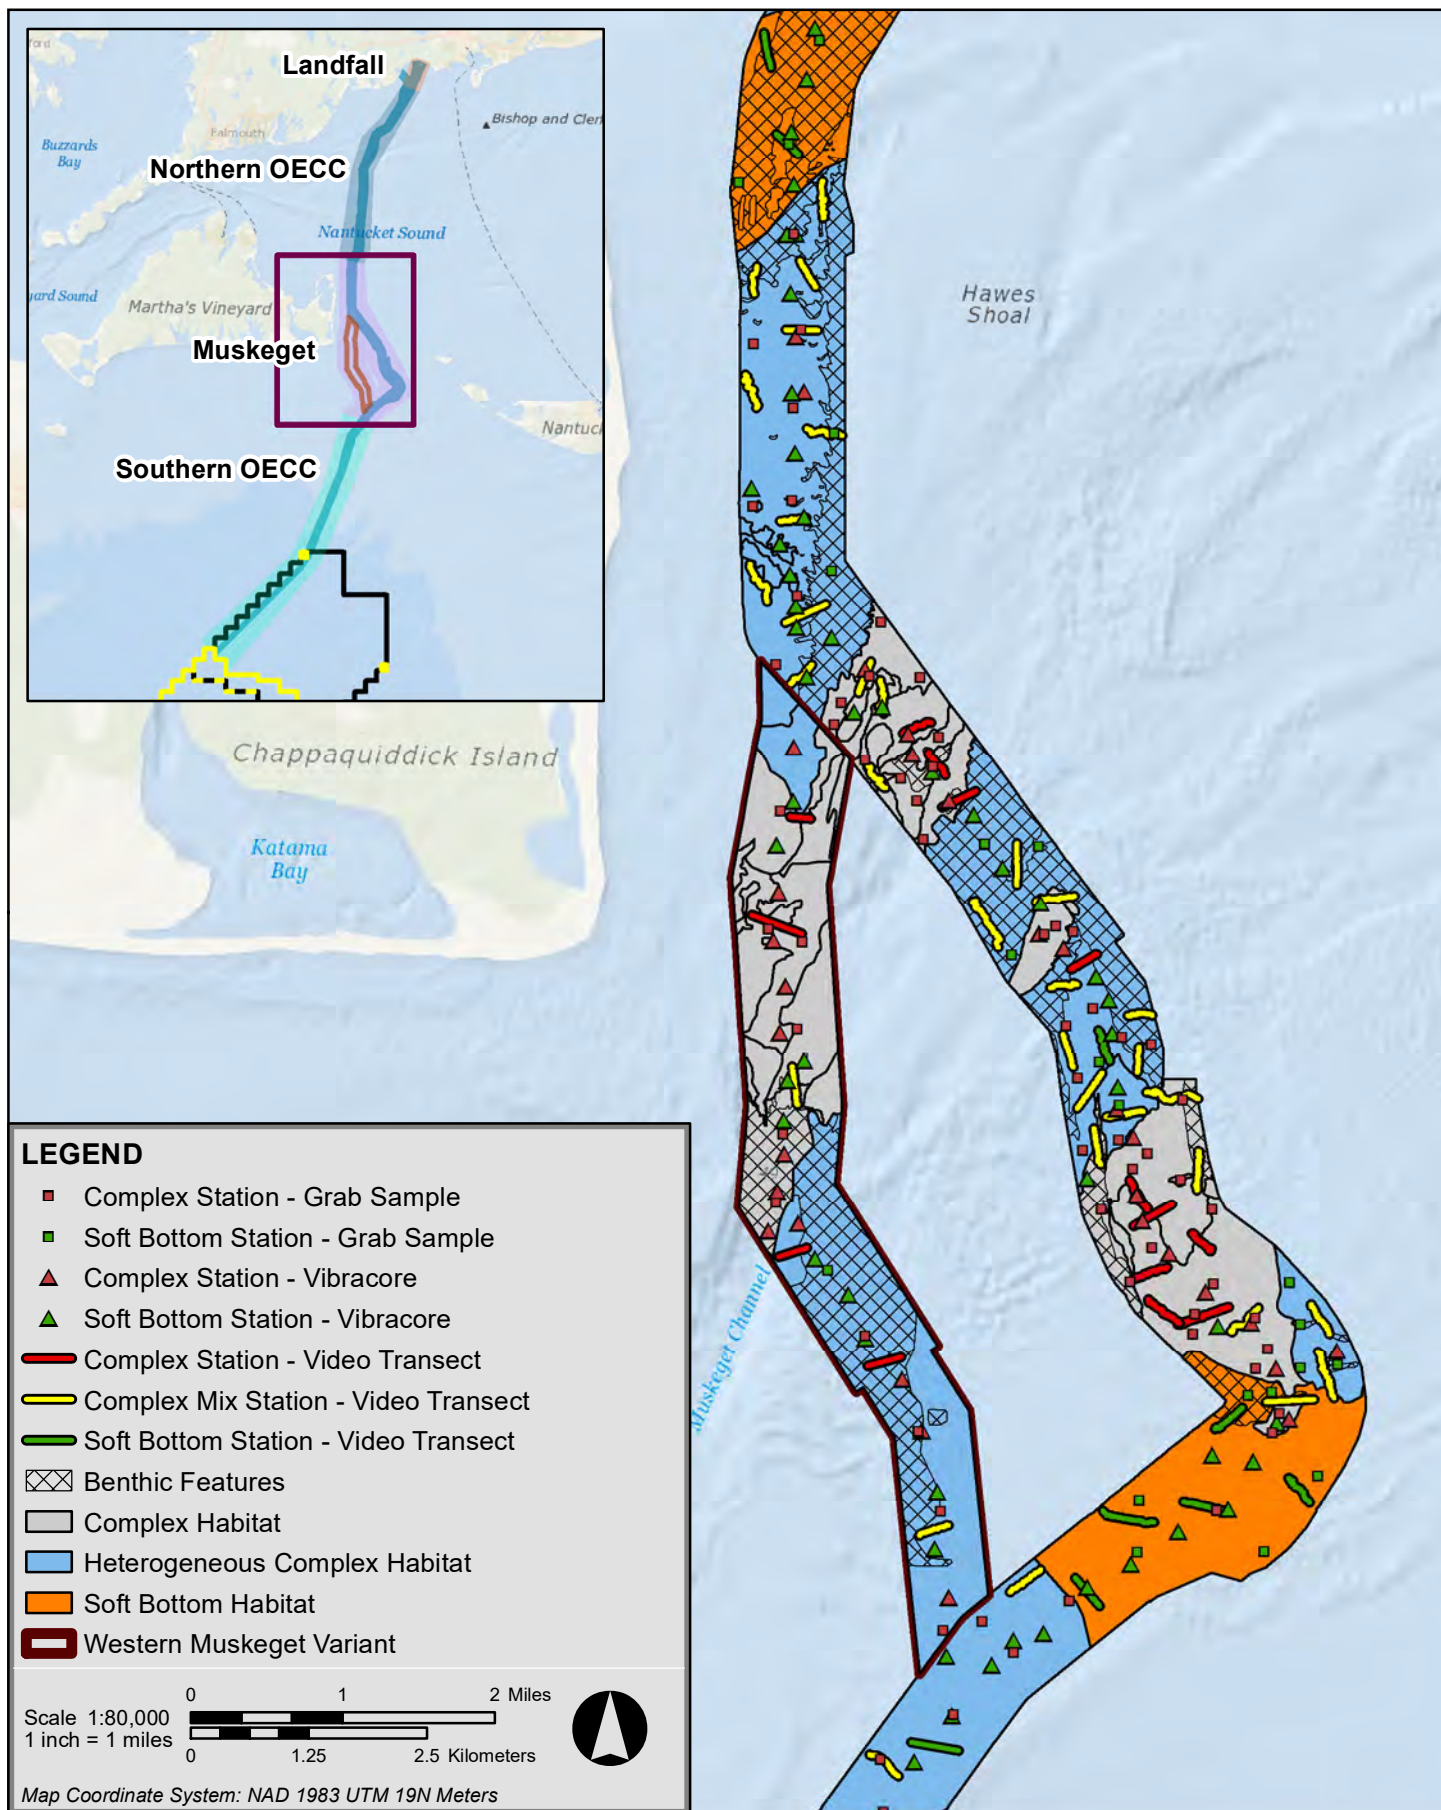 ford
Landfall
Bishop and Cler
Falmouth
Buzzards
Bay
Northern OECC
Nantucket Sound
yard Sound
Martha's Vineyard
Muskeget
Nantuck
Southern OECC
Hawes
Shoal
Chappaquiddick Island
Katama
Bay
Muskeget Channel
LEGEND
Complex Station - Grab Sample
Soft Bottom Station - Grab Sample
Complex Station - Vibracore
Soft Bottom Station - Vibracore
Complex Station - Video Transect
Complex Mix Station - Video Transect
Soft Bottom Station - Video Transect
Benthic Features
Complex Habitat
Heterogeneous Complex Habitat
Soft Bottom Habitat
Western Muskeget Variant
0 1 2 Miles
Scale 1:80,000
1 inch = 1 miles
0 1.25 2.5 Kilometers
Map Coordinate System: NAD 1983 UTM 19N Meters